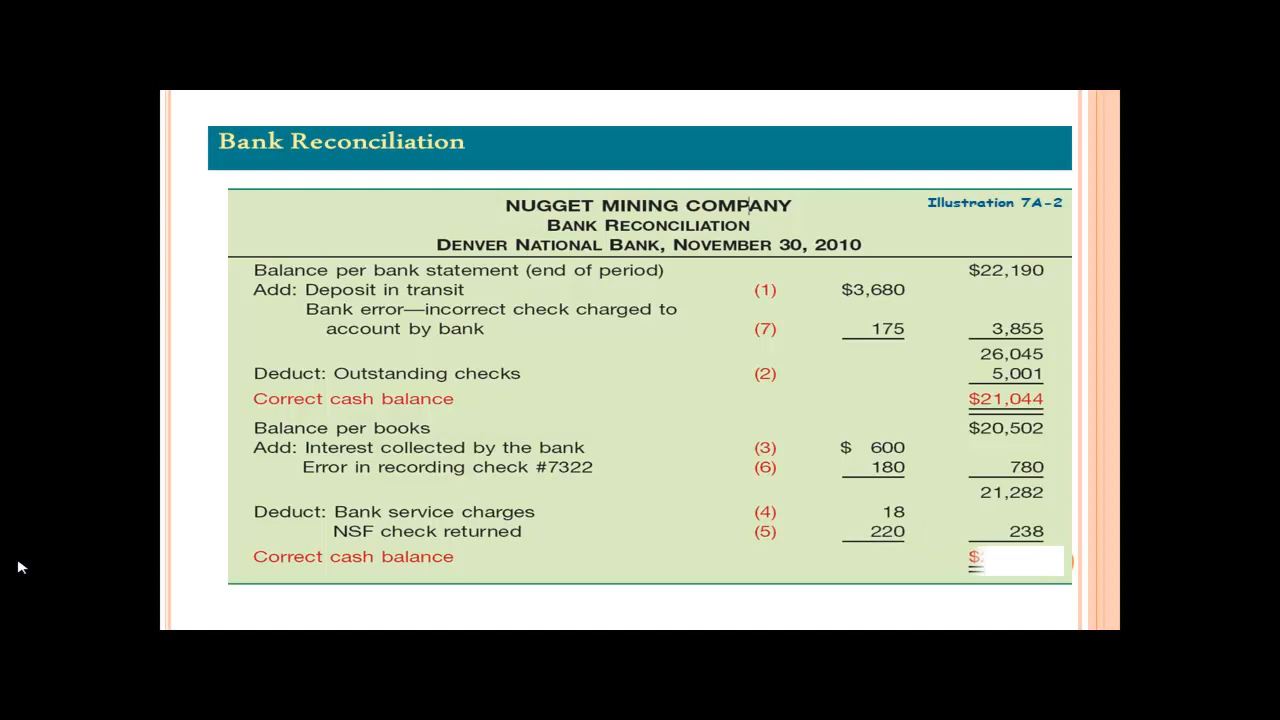 Bank Reconciliation
NUGGET MINING COMPANY Illustration 7A-2
BANK RECONCILIATION
DENVER NATIONAL BANK, NOVEMBER 30, 2010
Balance per bank statement (end of period) $22,190
Add: Deposit in transit (1) $3,680
Bank error—incorrect check charged to
account by bank (7) 175 3,855
26,045
Deduct: Outstanding checks (2) 5,001
Correct cash balance $21,044
Balance per books $20,502
Add: Interest collected by the bank (3) $ 600
Error in recording check #7322 (6) 180 780
21,282
Deduct: Bank service charges (4) 18
NSF check returned (5) 220 238
Correct cash balance $